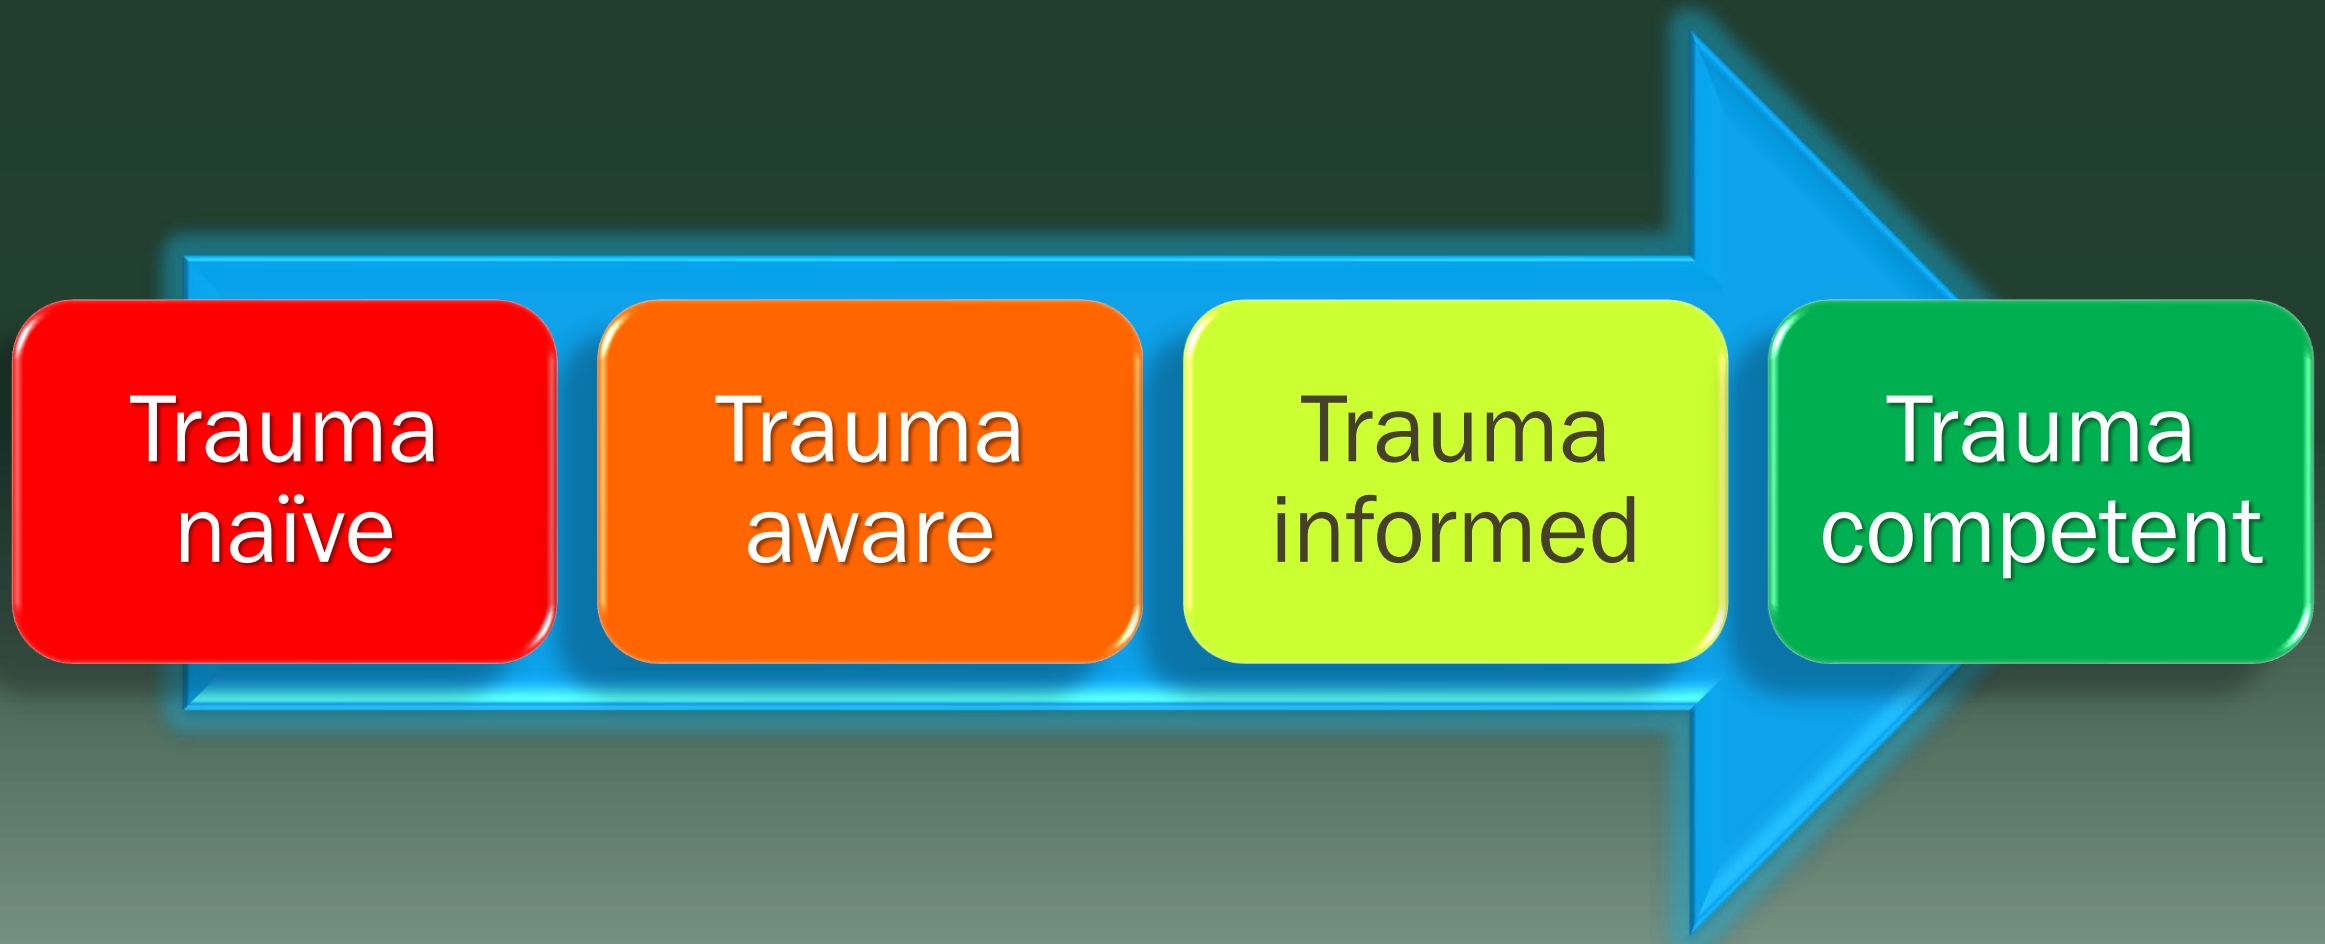 Trauma
naïve
Trauma
aware
Trauma
informed
Trauma
competent